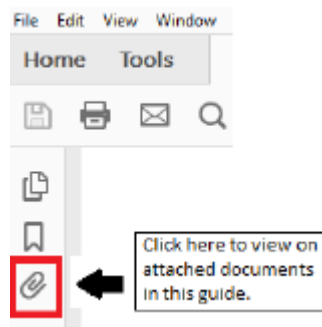 File Edit View Window
Home Tools
Click here to view on
attached documents
in this guide.